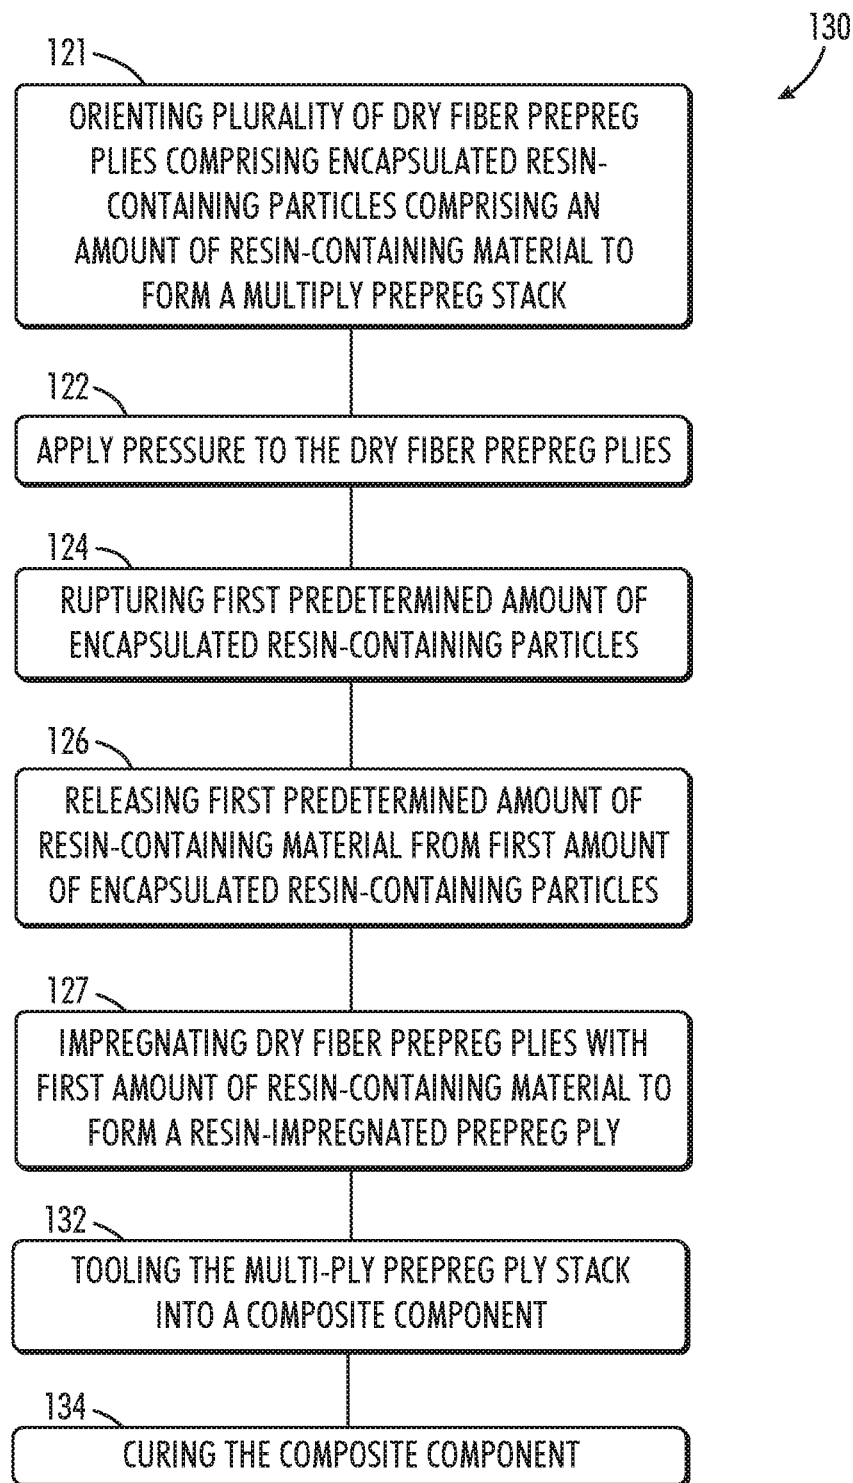 130
121
ORIENTING PLURALITY OF DRY FIBER PREPREG
PLIES COMPRISING ENCAPSULATED RESIN-
CONTAINING PARTICLES COMPRISING AN
AMOUNT OF RESIN-CONTAINING MATERIAL TO
FORM A MULTIPLY PREPREG STACK
122
APPLY PRESSURE TO THE DRY FIBER PREPREG PLIES
124
RUPTURING FIRST PREDETERMINED AMOUNT OF
ENCAPSULATED RESIN-CONTAINING PARTICLES
126
RELEASING FIRST PREDETERMINED AMOUNT OF
RESIN-CONTAINING MATERIAL FROM FIRST AMOUNT
OF ENCAPSULATED RESIN-CONTAINING PARTICLES
127
IMPREGNATING DRY FIBER PREPREG PLIES WITH
FIRST AMOUNT OF RESIN-CONTAINING MATERIAL TO
FORM A RESIN-IMPREGNATED PREPREG PLY
132
TOOLING THE MULTI-PLY PREPREG PLY STACK
INTO A COMPOSITE COMPONENT
134
CURING THE COMPOSITE COMPONENT